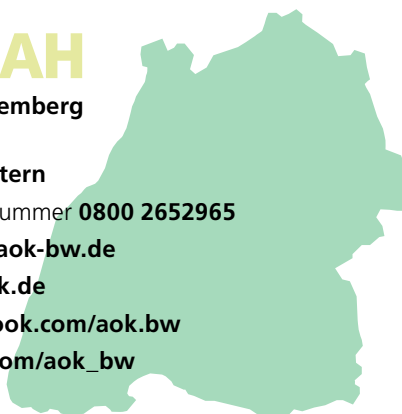 AH
emberg
tern
ummer 0800 2652965
aok-bw.de
k.de
ook.com/aok.bw
om/aok_bw